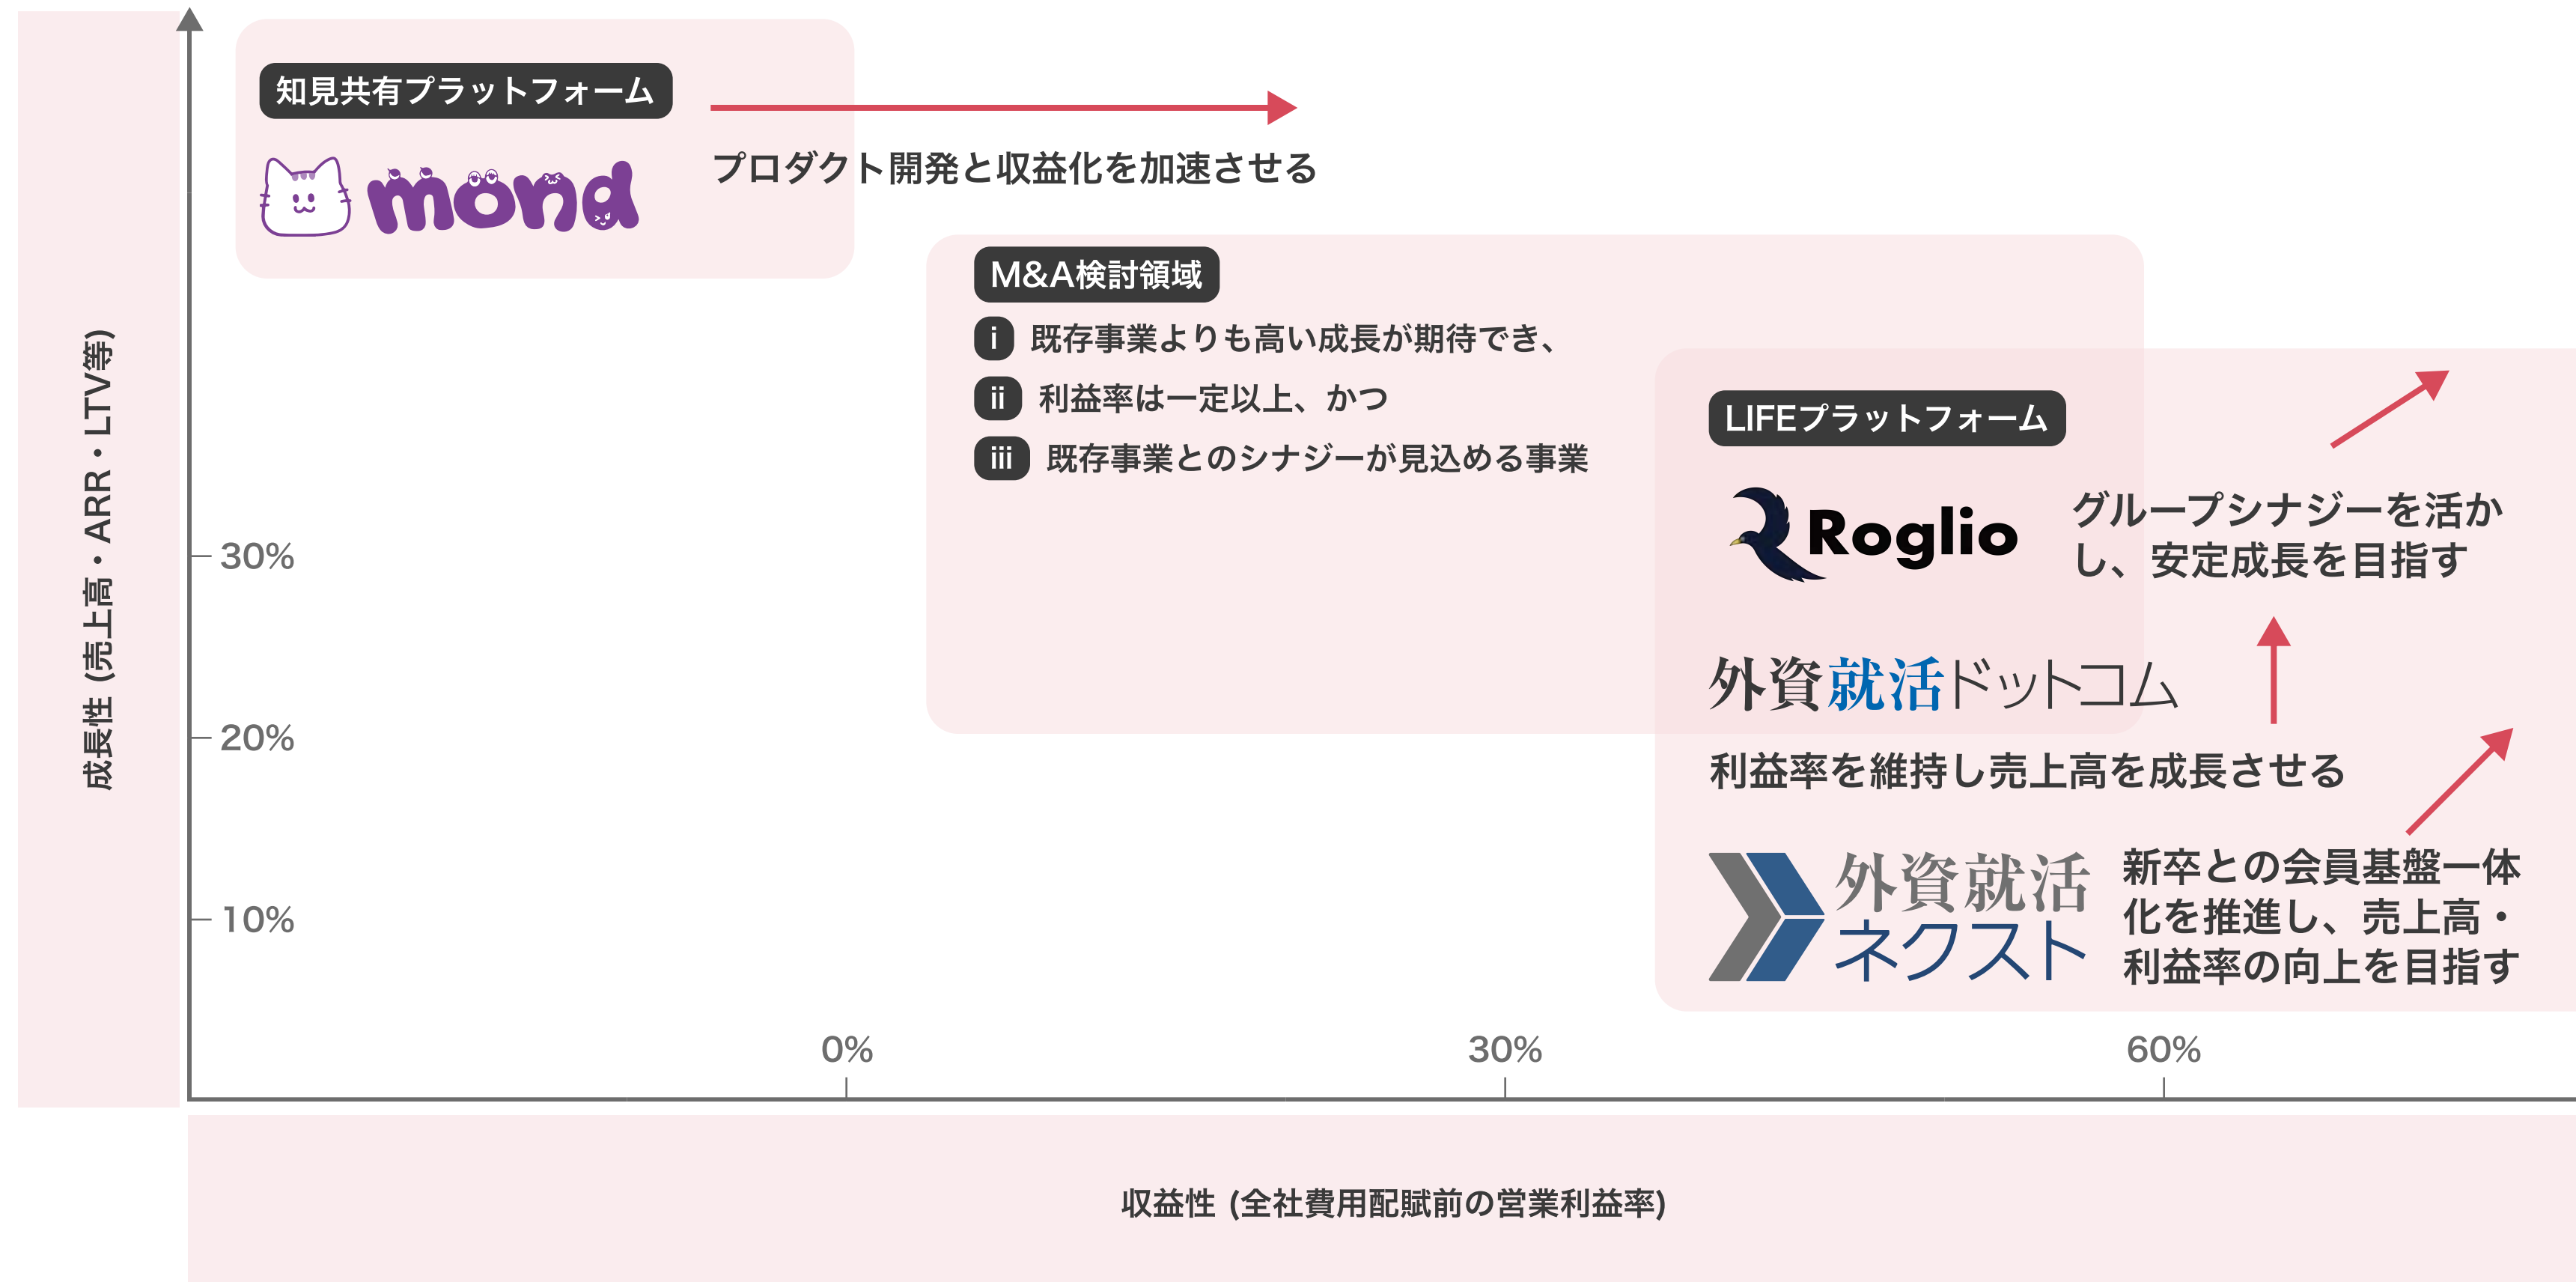 成長性 (売上高・ARR・LTV等)
知見共有プラットフォーム
mond
プロダクト開発と収益化を加速させる
M&A検討領域
i 既存事業よりも高い成長が期待でき、
ii 利益率は一定以上、かつ
iii 既存事業とのシナジーが見込める事業
LIFEプラットフォーム
Roglio
グループシナジーを活か
し、安定成長を目指す
外資就活ドットコム
利益率を維持し売上高を成長させる
外資就活
ネクスト
新卒との会員基盤一体
化を推進し、売上高・
利益率の向上を目指す
30%
20%
10%
0%
30%
60%
収益性 (全社費用配賦前の営業利益率)